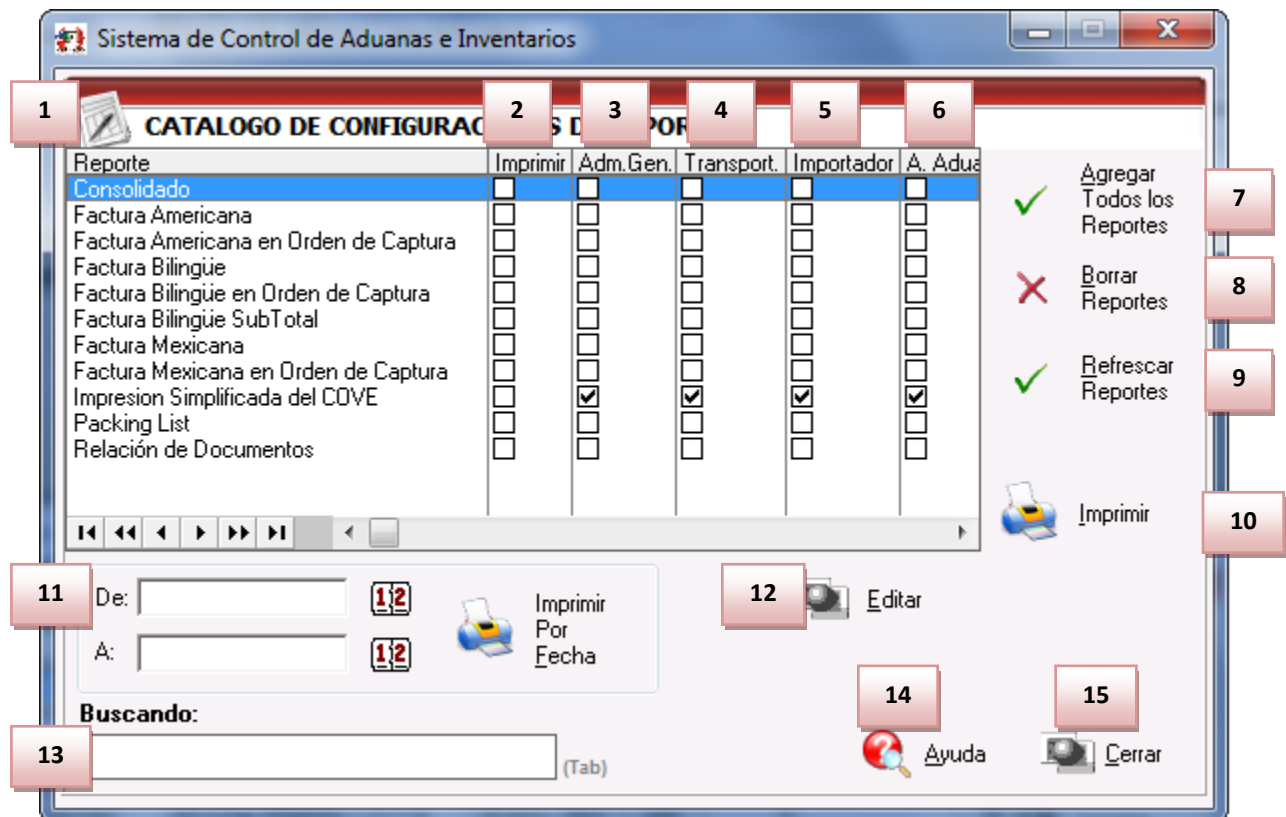 Sistema de Control de Aduanas e Inventarios
1
2
3
4
5
6
CATALOGO DE CONFIGURAC S D POR
Reporte Imprimir Adm.Gen. Transport. Importador A. Adua
Consolidado
Factura Americana
Factura Americana en Orden de Captura
Factura Bilingüe
Factura Bilingüe en Orden de Captura
Factura Bilingüe SubTotal
Factura Mexicana
Factura Mexicana en Orden de Captura
Impresion Simplificada del COVE
Packing List
Relación de Documentos
Agregar
Todos los
Reportes
7
Borrar
Reportes
8
Refrescar
Reportes
9
Imprimir
10
11
De:
12
A:
12
Imprimir
Por
Fecha
12
Editar
Buscando:
13
(Tab)
14
Ayuda
15
Cerrar